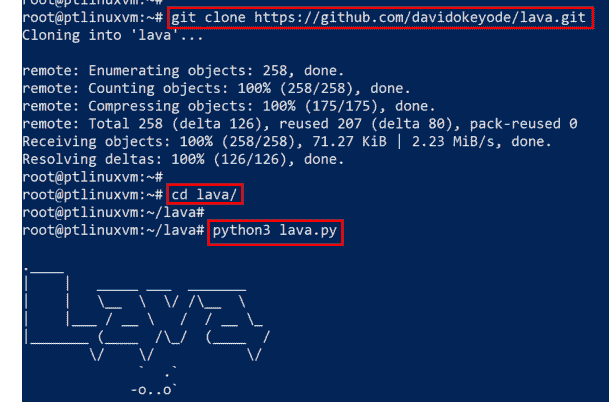 root@ptlinuxvm:~#
root@ptlinuxvm:~# git clone https://github.com/davidokeyode/lava.git
Cloning into 'lava'...
remote: Enumerating objects: 258, done.
remote: Counting objects: 100% (258/258), done.
remote: Compressing objects: 100% (175/175), done.
remote: Total 258 (delta 126), reused 207 (delta 80), pack-reused 0
Receiving objects: 100% (258/258), 71.27 KiB | 2.23 MiB/s, done.
Resolving deltas: 100% (126/126), done.
root@ptlinuxvm:~#
root@ptlinuxvm:~# cd lava/
root@ptlinuxvm:~/lava#
root@ptlinuxvm:~/lava# python3 lava.py
Lava
-o..o`